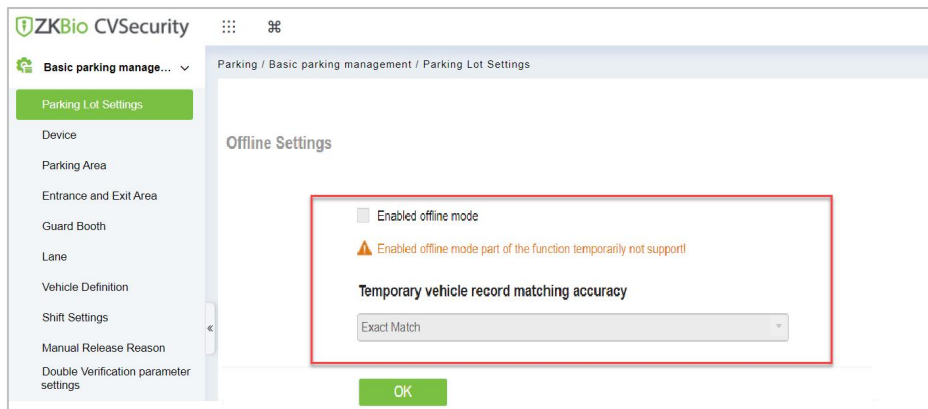 ZKBio CVSecurity
Basic parking manage...
Parking / Basic parking management / Parking Lot Settings
Parking Lot Settings
Device
Parking Area
Entrance and Exit Area
Guard Booth
Lane
Vehicle Definition
Shift Settings
Manual Release Reason
Double Verification parameter
settings
Offline Settings
Enabled offline mode
Enabled offline mode part of the function temporarily not support!
Temporary vehicle record matching accuracy
Exact Match
OK